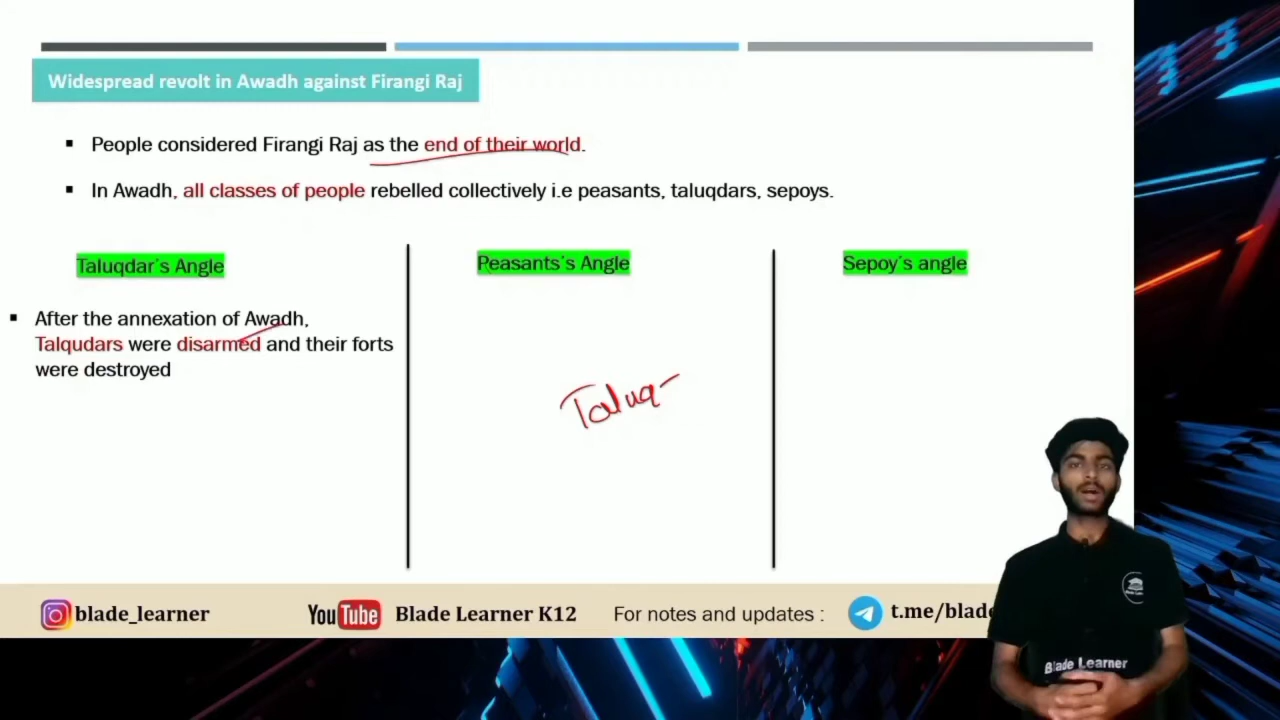 Widespread revolt in Awadh against Firangi Raj
▪ People considered Firangi Raj as the end of their world.
▪ In Awadh, all classes of people rebelled collectively i.e peasants, taluqdars, sepoys.
Taluqdar's Angle
▪ After the annexation of Awadh,
Talqudars were disarmed and their forts
were destroyed
Peasants's Angle
Taluq
Sepoy's angle
blade_learner
YouTube Blade Learner K12
For notes and updates :
t.me/blade
Blade Learner